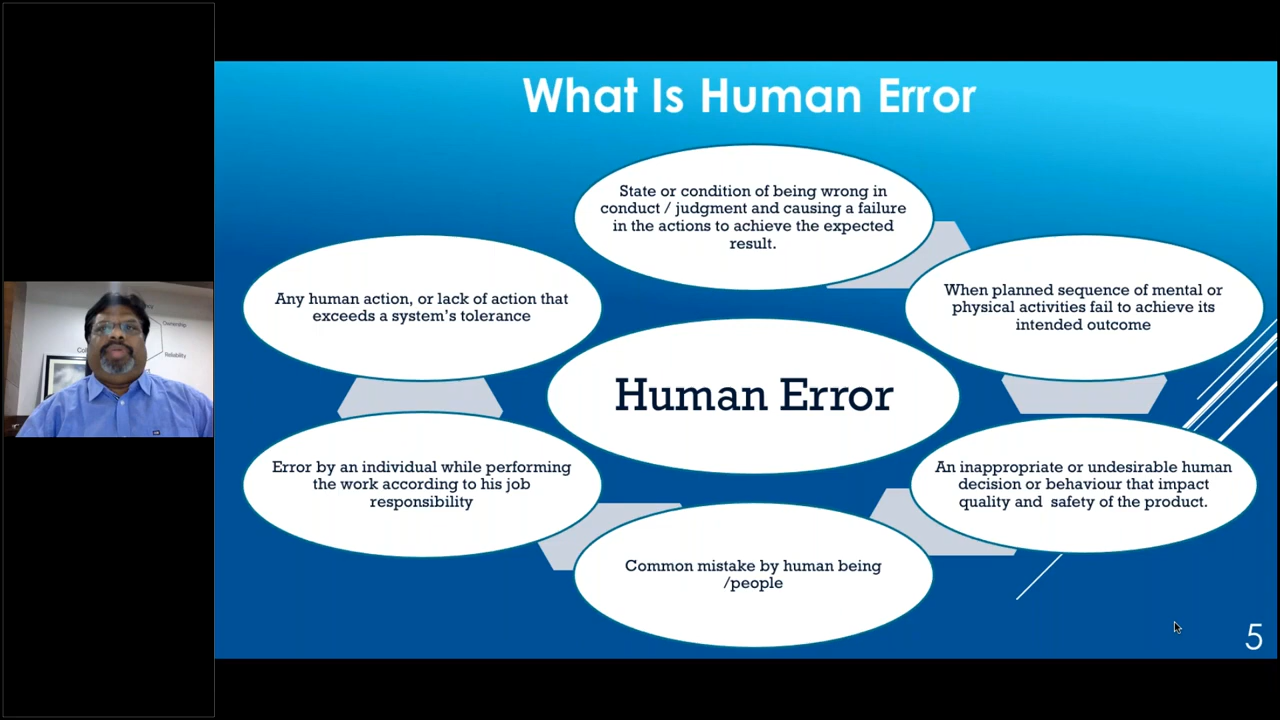 What Is Human Error
State or condition of being wrong in
conduct / judgment and causing a failure
in the actions to achieve the expected
result.
When planned sequence of mental or
physical activities fail to achieve its
intended outcome
An inappropriate or undesirable human
decision or behaviour that impact
quality and  safety of the product.
Common mistake by human being
/people
Error by an individual while performing
the work according to his job
responsibility
Any human action, or lack of action that
exceeds a system's tolerance
Human Error
5
Ownership
Reliability